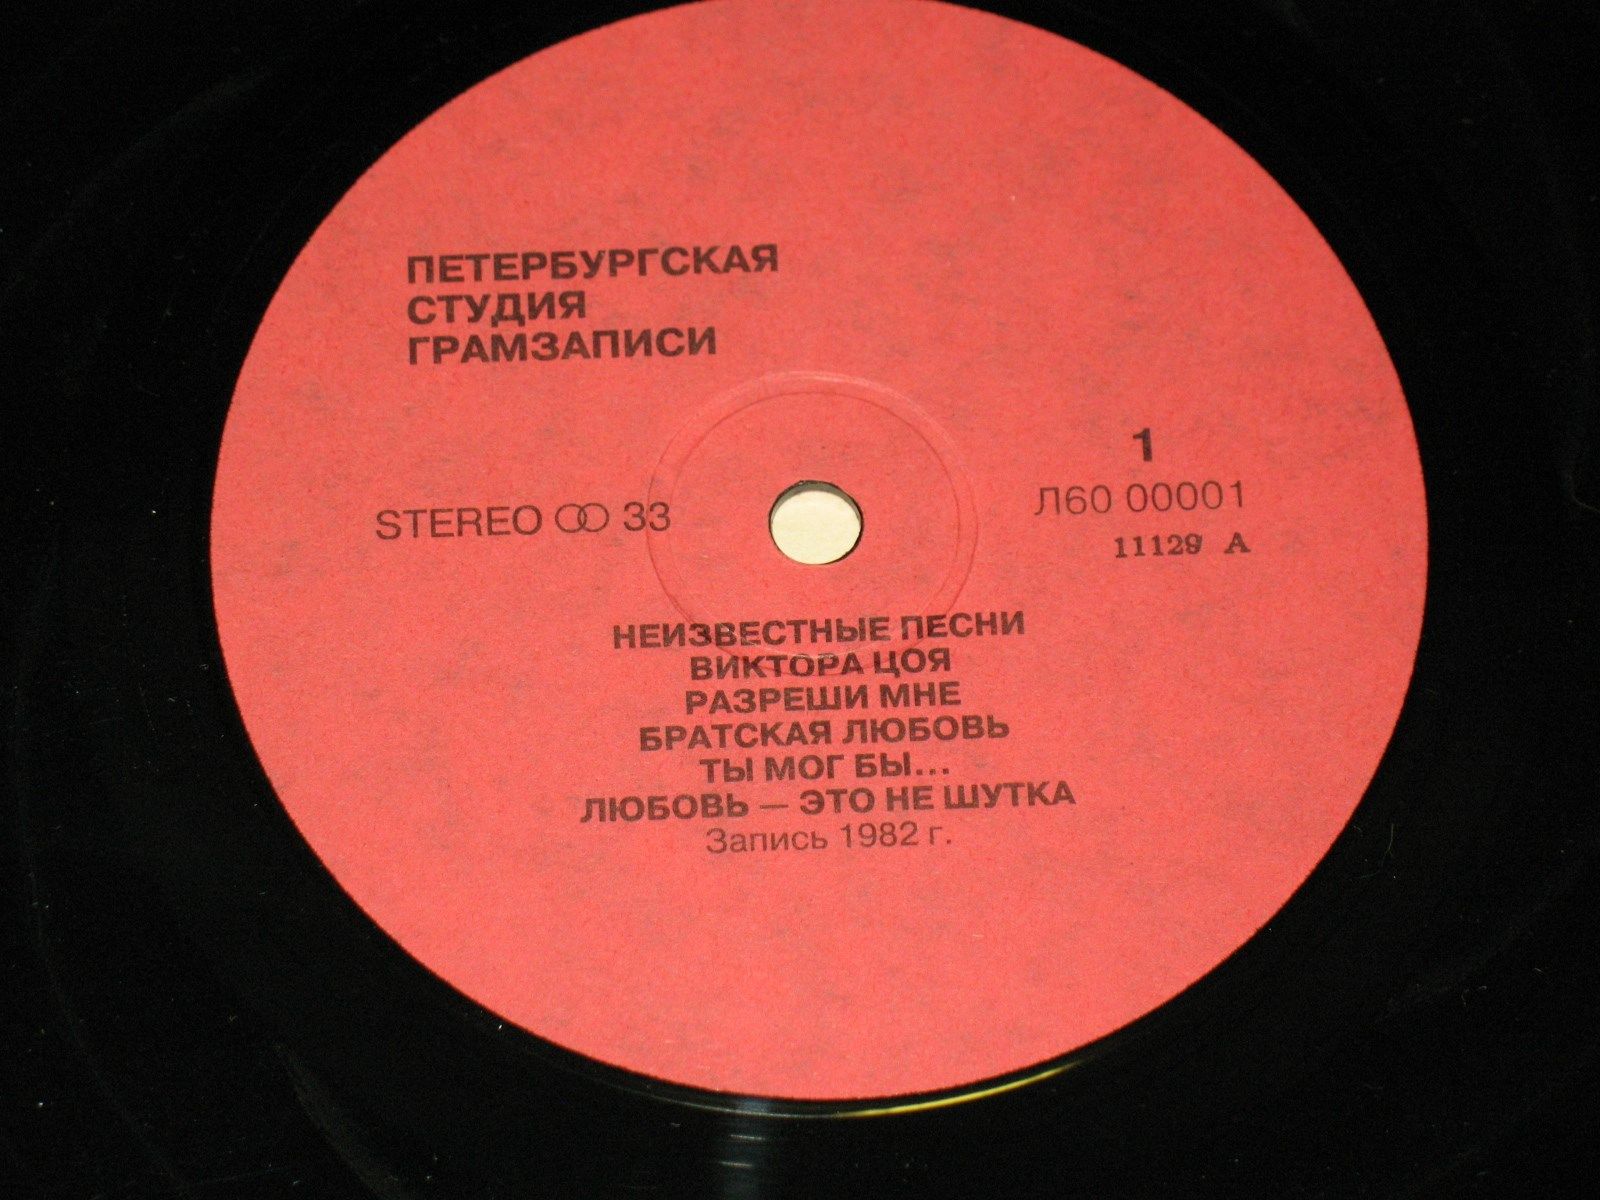 ПЕТЕРБУРГСКАЯ
СТУДИЯ
ГРАМЗАПИСИ
STEREO 33
1
Л60 00001
11129 А
НЕИЗВЕСТНЫЕ ПЕСНИ
ВИКТОРА ЦОЯ
РАЗРЕШИ МНЕ
БРАТСКАЯ ЛЮБОВЬ
ТЫ МОГ БЫ...
ЛЮБОВЬ — ЭТО НЕ ШУТКА
Запись 1982 г.